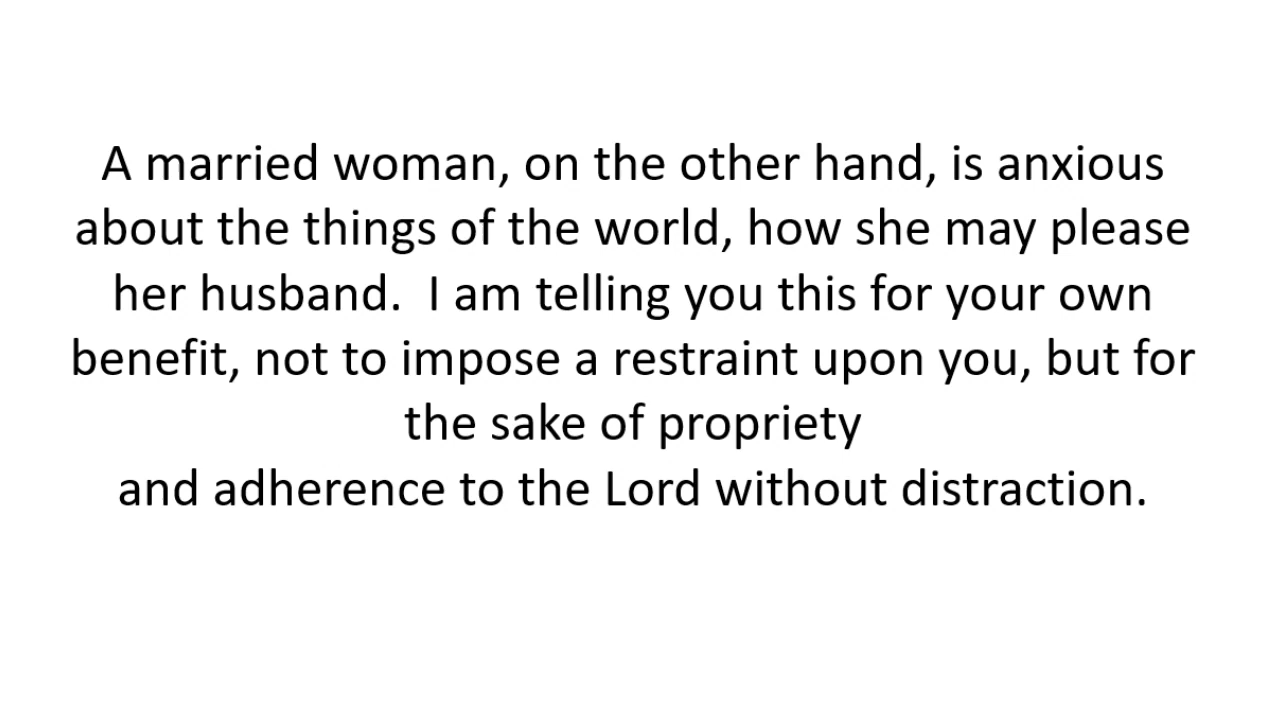 A married woman, on the other hand, is anxious
about the things of the world, how she may please
her husband.  I am telling you this for your own
benefit, not to impose a restraint upon you, but for
the sake of propriety
and adherence to the Lord without distraction.